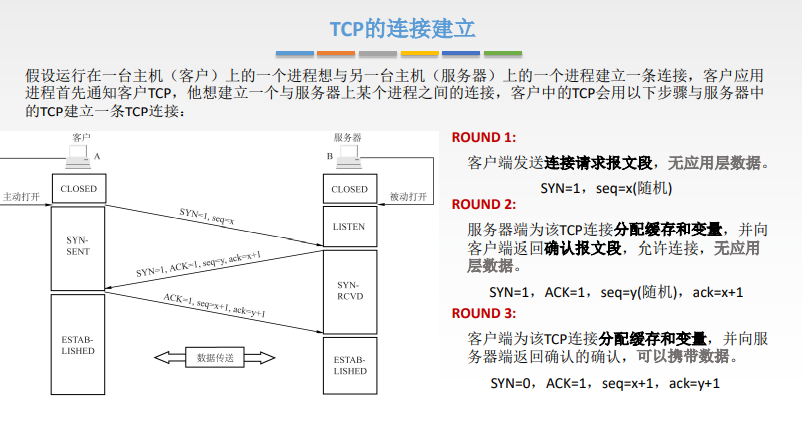 TCP的连接建立
假设运行在一台主机（客户）上的一个进程想与另一台主机（服务器）上的一个进程建立一条连接，客户应用
进程首先通知客户TCP，他想建立一个与服务器上某个进程之间的连接，客户中的TCP会用以下步骤与服务器中
的TCP建立一条TCP连接：
客户
服务器
A
B
CLOSED
CLOSED
主动打开
被动打开
SYN=1, seq=x
LISTEN
SYN-
SENT
SYN=1, ACK=1, seq=y, ack=x+1
SYN-
RCVD
ACK=1, seq=x+1, ack=y+1
ESTAB-
LISHED
数据传送
ESTAB-
LISHED
ROUND 1:
客户端发送连接请求报文段，无应用层数据。
SYN=1，seq=x(随机)
ROUND 2:
服务器端为该TCP连接分配缓存和变量，并向
客户端返回确认报文段，允许连接，无应用
层数据。
SYN=1，ACK=1，seq=y(随机)，ack=x+1
ROUND 3:
客户端为该TCP连接分配缓存和变量，并向服
务器端返回确认的确认，可以携带数据。
SYN=0，ACK=1，seq=x+1，ack=y+1